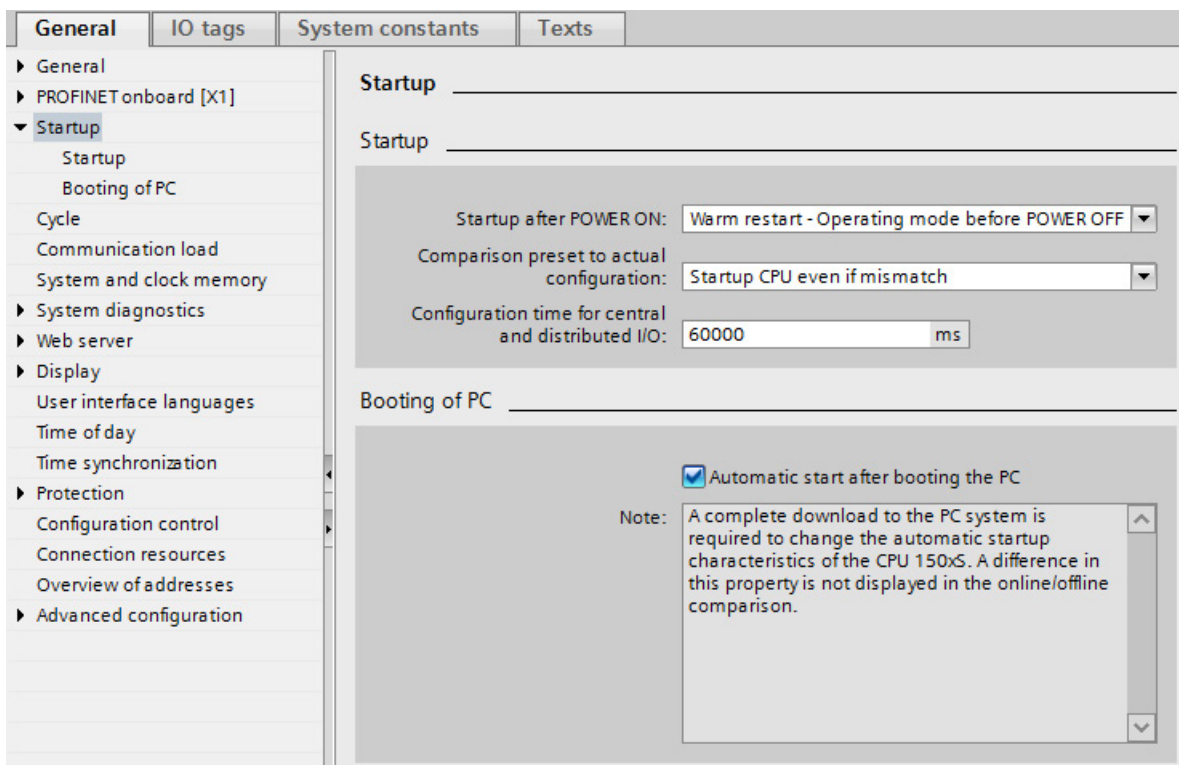 General
IO tags
System constants
Texts
General
PROFINET onboard [X1]
Startup
Startup
Booting of PC
Cycle
Communication load
System and clock memory
System diagnostics
Web server
Display
User interface languages
Time of day
Time synchronization
Protection
Configuration control
Connection resources
Overview of addresses
Advanced configuration
Startup
Startup
Startup after POWER ON:
Warm restart - Operating mode before POWER OFF
Comparison preset to actual
configuration:
Startup CPU even if mismatch
Configuration time for central
and distributed I/O:
60000
ms
Booting of PC
Automatic start after booting the PC
Note:
A complete download to the PC system is
required to change the automatic startup
characteristics of the CPU 150xS. A difference in
this property is not displayed in the online/offline
comparison.